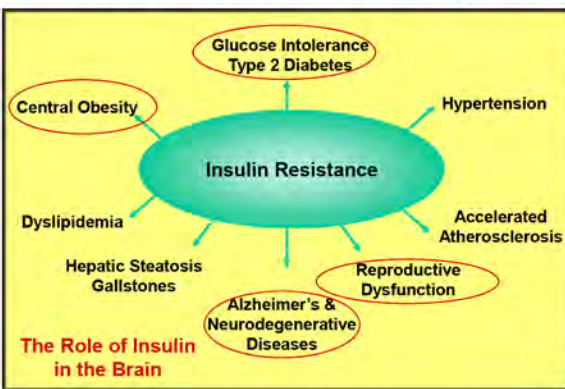 Glucose Intolerance
Type 2 Diabetes
Central Obesity
Hypertension
Insulin Resistance
Dyslipidemia
Accelerated
Atherosclerosis
Hepatic Steatosis
Gallstones
Reproductive
Dysfunction
Alzheimer's &
Neurodegenerative
Diseases
The Role of Insulin
in the Brain